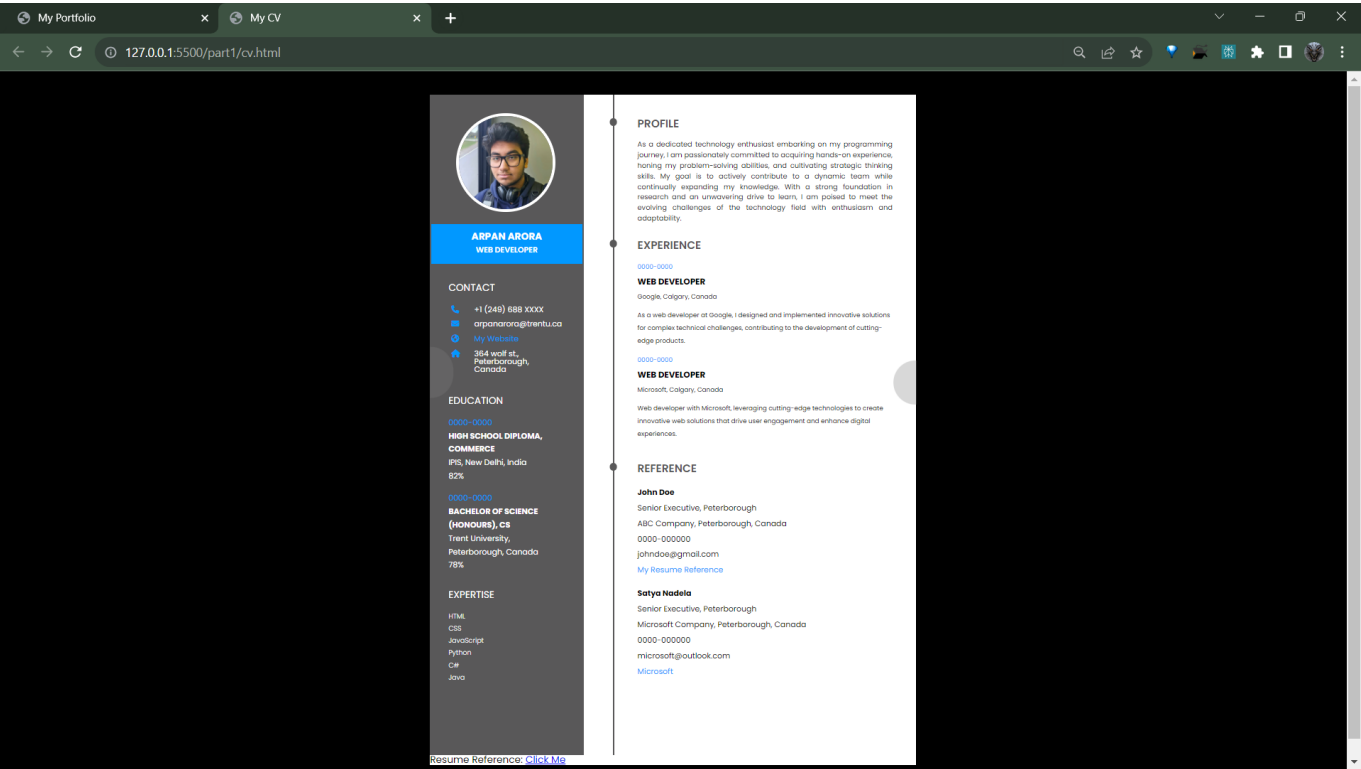 My Portfolio
My CV
127.0.0.1:5500/part1/cv.html
ARPAN ARORA
WEB DEVELOPER
CONTACT
+1 (249) 688 XXXX
arpanarora@trentu.ca
My Website
364 wolf st.,
Peterborough,
Canada
EDUCATION
0000-0000
HIGH SCHOOL DIPLOMA,
COMMERCE
IPIS, New Delhi, India
82%
0000-0000
BACHELOR OF SCIENCE
(HONOURS), CS
Trent University,
Peterborough, Canada
78%
EXPERTISE
HTML
CSS
JavaScript
Python
C#
Java
PROFILE
As a dedicated technology enthusiast embarking on my programming
journey, I am passionately committed to acquiring hands-on experience,
honing my problem-solving abilities, and cultivating strategic thinking
skills. My goal is to actively contribute to a dynamic team while
continually expanding my knowledge. With a strong foundation in
research and an unwavering drive to learn, I am poised to meet the
evolving challenges of the technology field with enthusiasm and
adaptability.
EXPERIENCE
0000-0000
WEB DEVELOPER
Google, Calgary, Canada
As a web developer at Google, I designed and implemented innovative solutions
for complex technical challenges, contributing to the development of cutting-
edge products.
0000-0000
WEB DEVELOPER
Microsoft, Calgary, Canada
Web developer with Microsoft, leveraging cutting-edge technologies to create
innovative web solutions that drive user engagement and enhance digital
experiences.
REFERENCE
John Doe
Senior Executive, Peterborough
ABC Company, Peterborough, Canada
0000-000000
johndoe@gmail.com
My Resume Reference
Satya Nadela
Senior Executive, Peterborough
Microsoft Company, Peterborough, Canada
0000-000000
microsoft@outlook.com
Microsoft
Resume Reference: Click Me